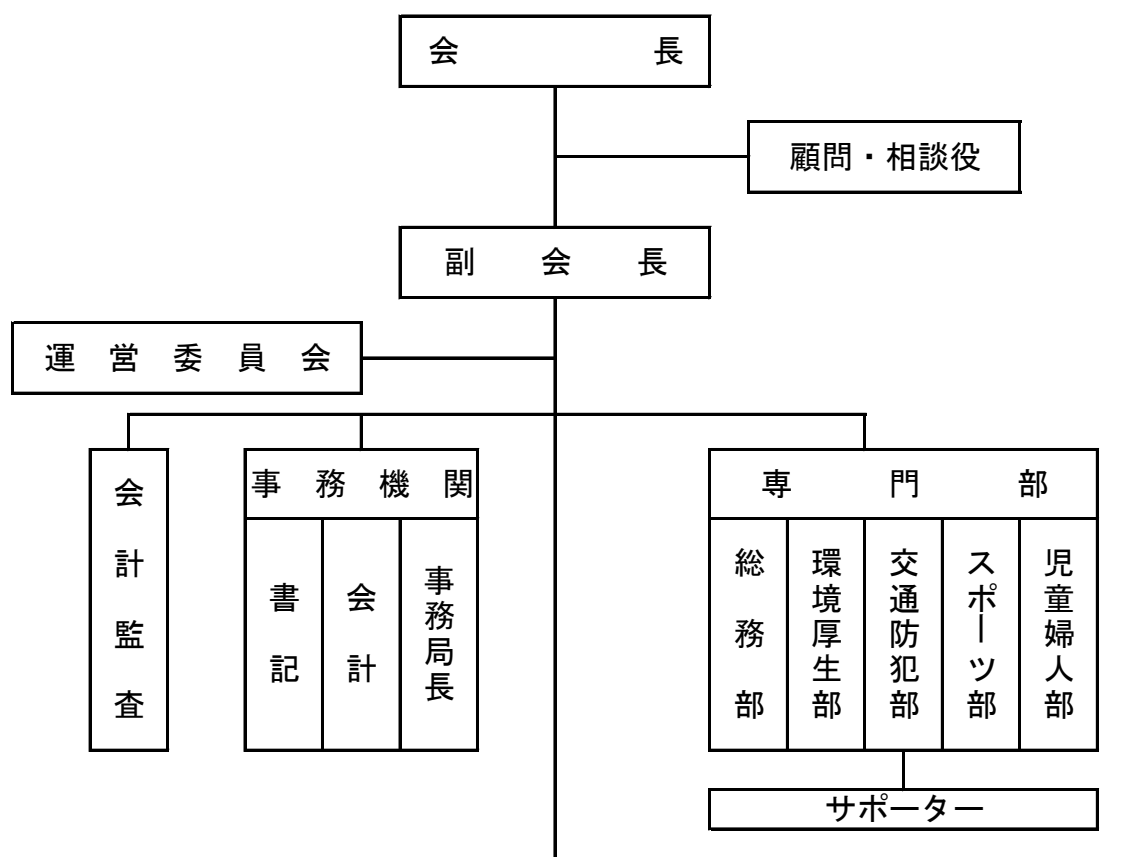 会長
顧問・相談役
副会長
運営委員会
会計監査
事務機関
書記
会計
事務局長
専門部
総務部
環境厚生部
交通防犯部
スポーツ部
児童婦人部
サポーター